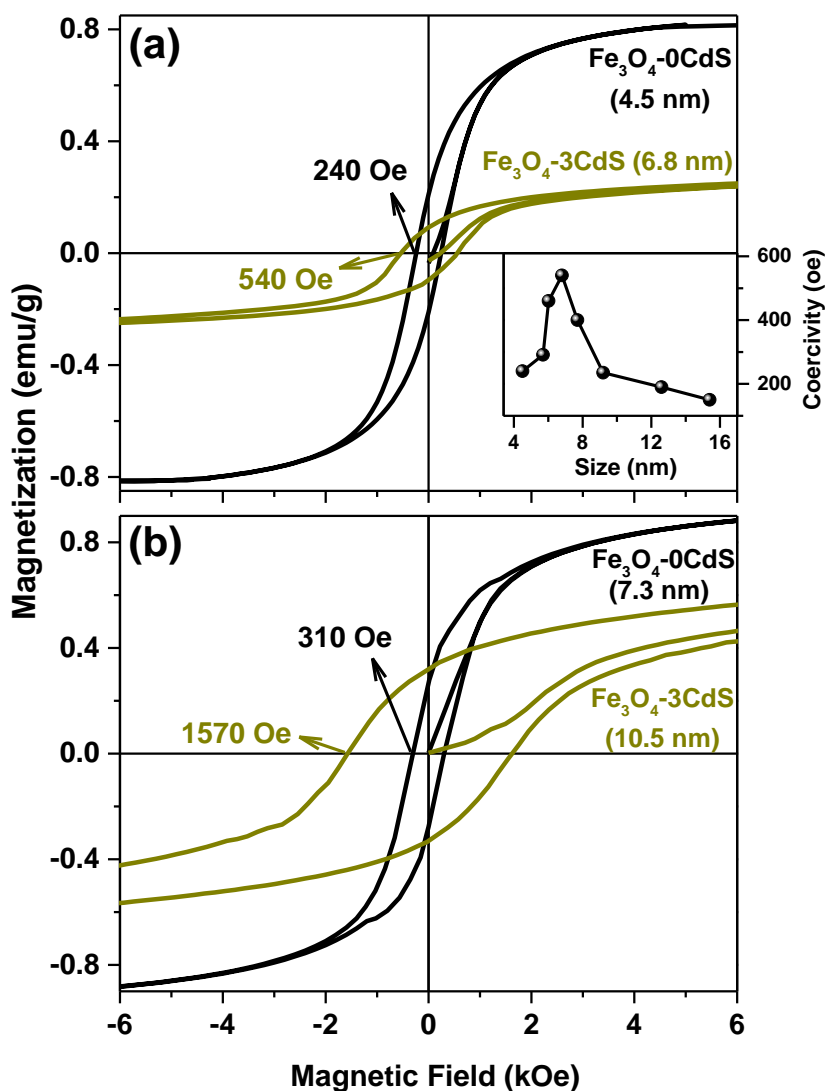 (a)
Fe₃O₄-0CdS
(4.5 nm)
Fe₃O₄-3CdS (6.8 nm)
240 Oe
540 Oe
0.8
0.4
0.0
-0.4
-0.8
600
400
200
Coercivity (oe)
4 8 12 16
Size (nm)
Magnetization (emu/g)
(b)
Fe₃O₄-0CdS
(7.3 nm)
310 Oe
1570 Oe
Fe₃O₄-3CdS
(10.5 nm)
0.8
0.4
0.0
-0.4
-0.8
-6 -4 -2 0 2 4 6
Magnetic Field (kOe)